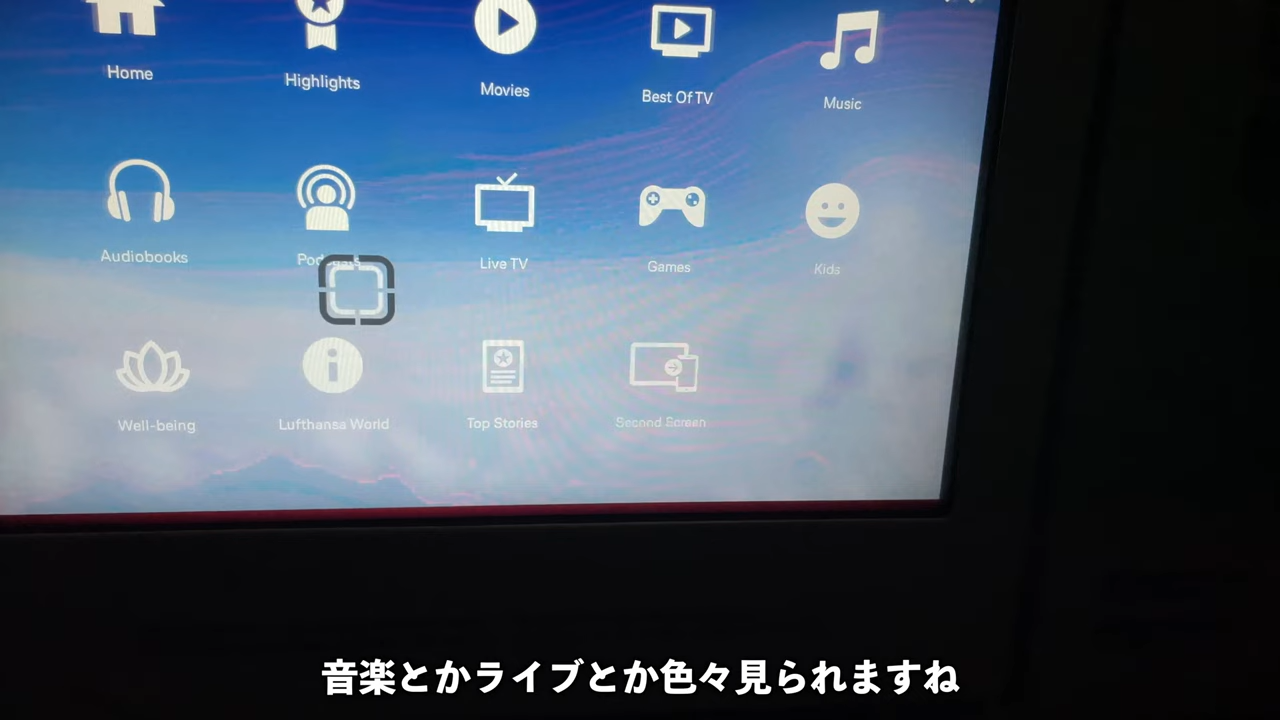 Home
Highlights
Movies
Best Of TV
Music
Audiobooks
Podcasts
Live TV
Games
Kids
Well-being
Lufthansa World
Top Stories
Second Screen
音楽とかライブとか色々見られますね